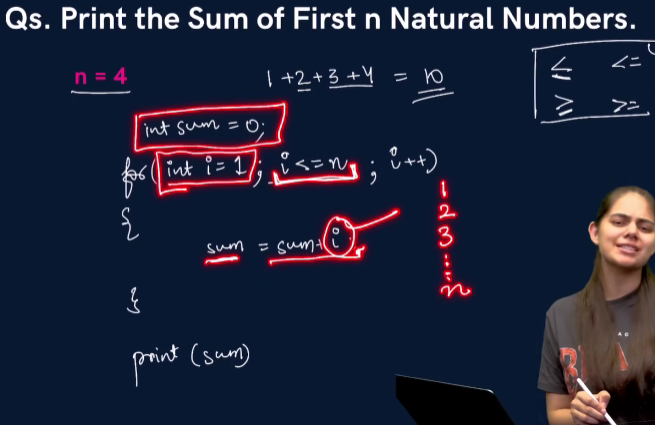 Qs. Print the Sum of First n Natural Numbers.
n = 4
1 + 2 + 3 + 4 = 10
≤ <=
≥ >=
int sum = 0;
for (int i = 1; i <= n; i++)
{
sum = sum + i
1
2
3
n
}
print (sum)